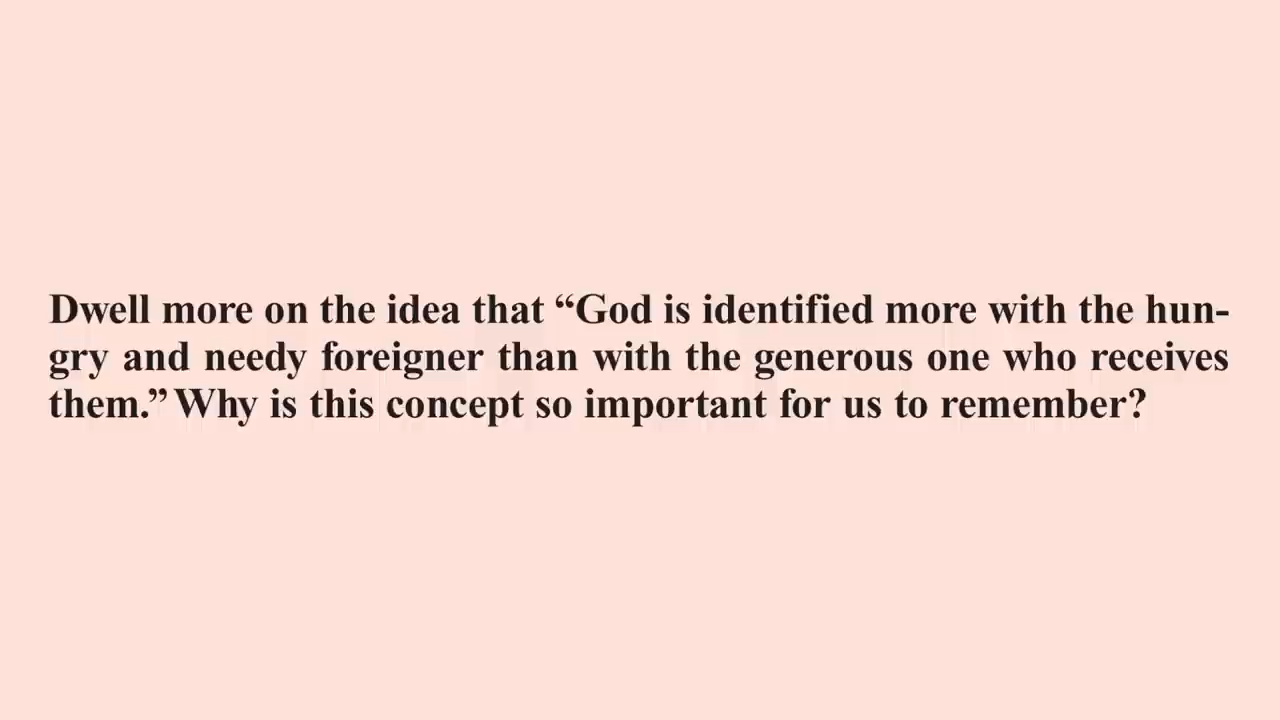 Dwell more on the idea that “God is identified more with the hun-
gry and needy foreigner than with the generous one who receives
them.” Why is this concept so important for us to remember?